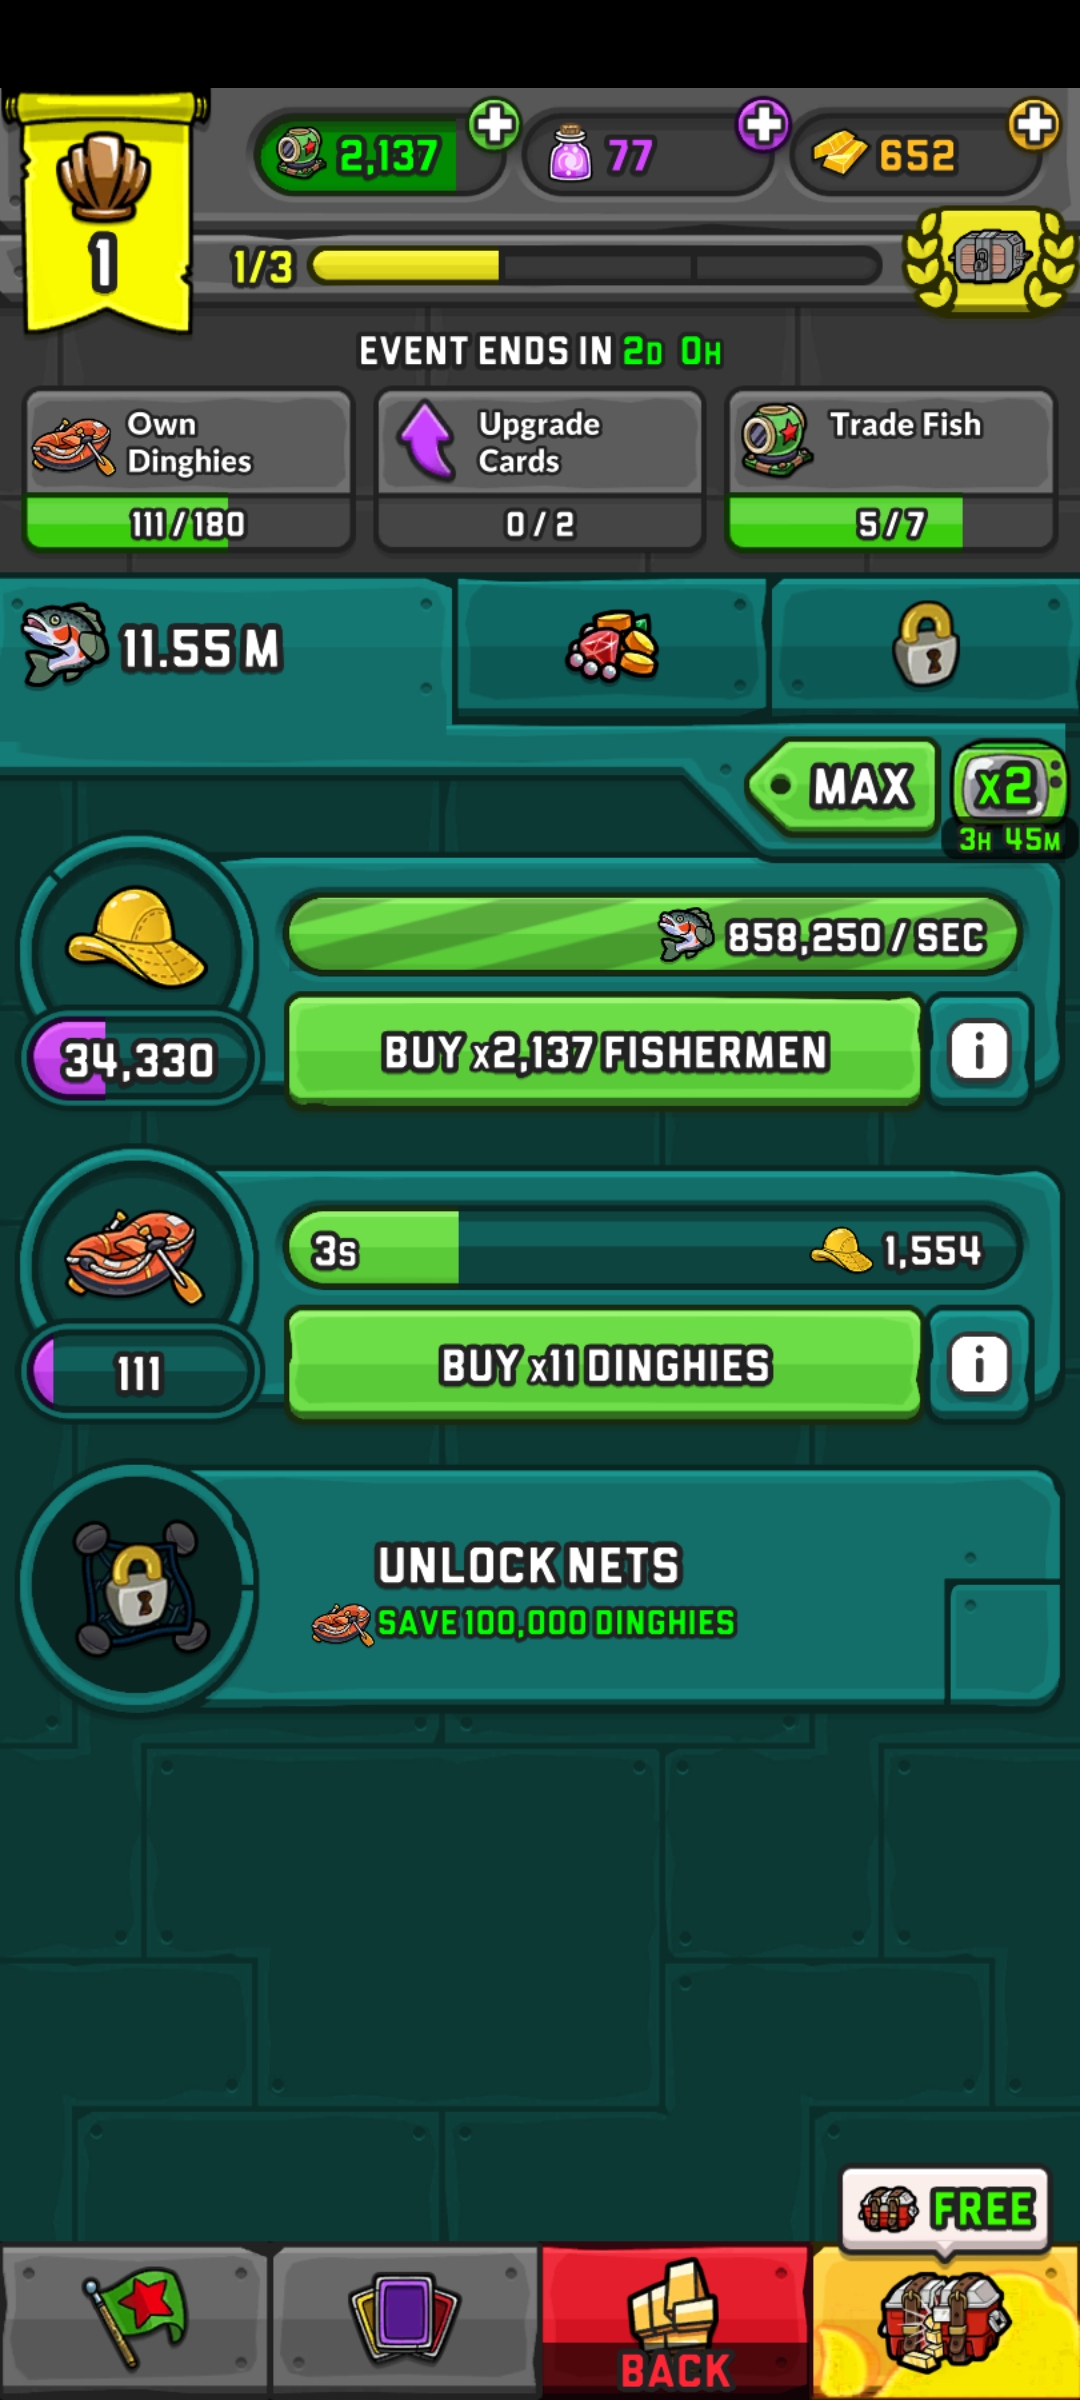 2,137
77
652
1
1/3
EVENT ENDS IN 2D 0H
Own
Dinghies
111/180
Upgrade
Cards
0/2
Trade Fish
5/7
11.55 M
MAX
x2
3H 45M
858,250 / SEC
34,330
BUY x2,137 FISHERMEN
i
3s
1,554
111
BUY x11 DINGHIES
i
UNLOCK NETS
SAVE 100,000 DINGHIES
FREE
BACK